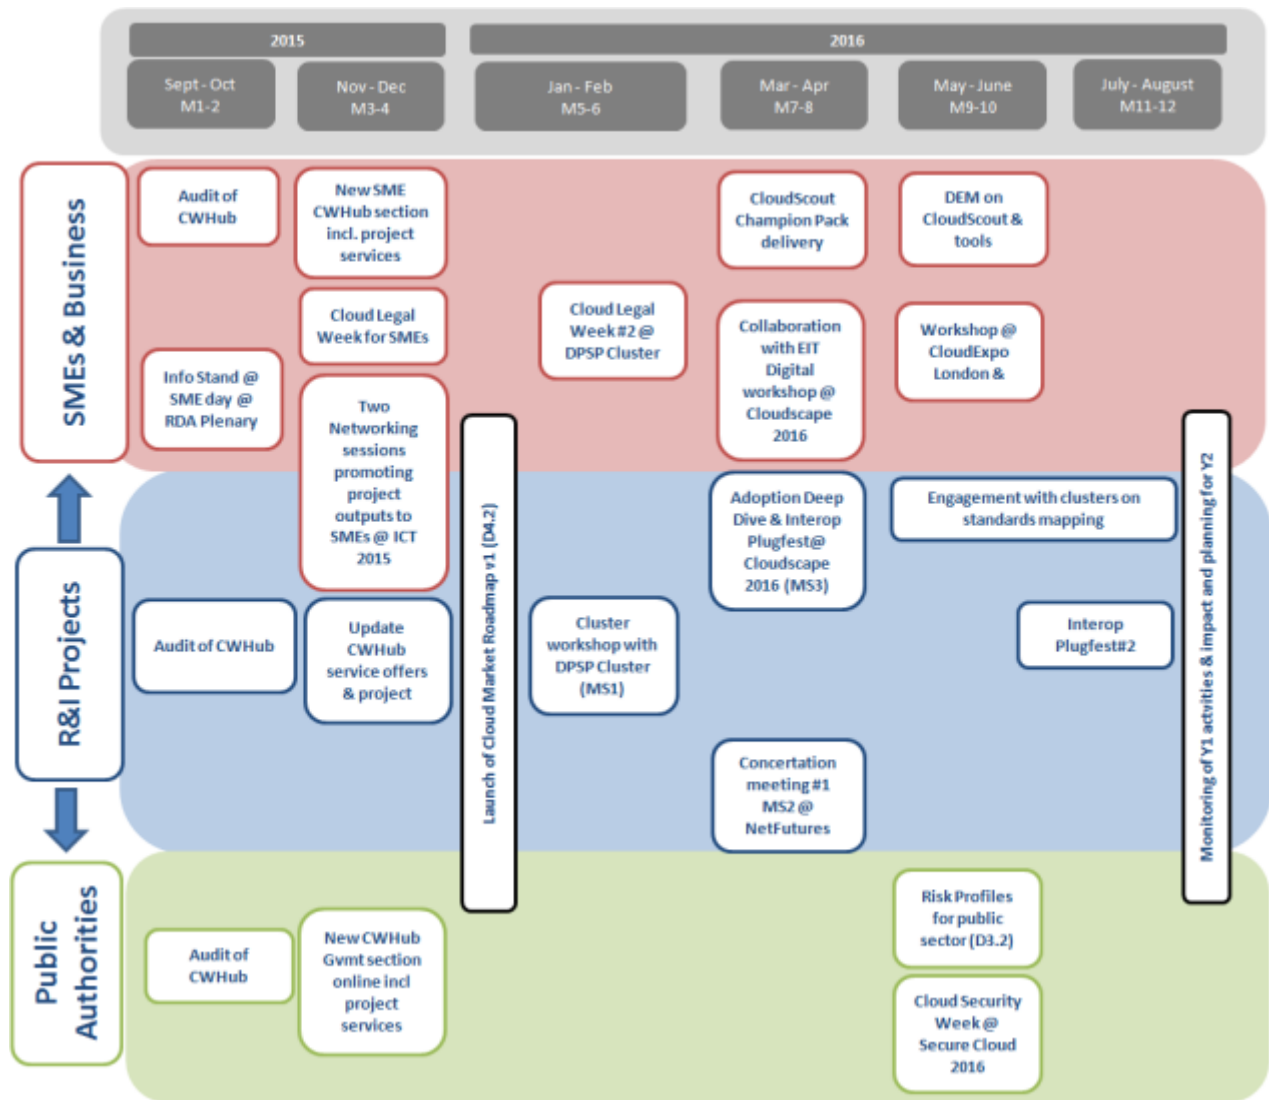 2015
2016
Sept - Oct
M1-2
Nov - Dec
M3-4
Jan - Feb
M5-6
Mar - Apr
M7-8
May - June
M9-10
July - August
M11-12
SMEs & Business
Audit of
CWHub
New SME
CWHub section
incl. project
services
CloudScout
Champion Pack
delivery
DEM on
CloudScout &
tools
Cloud Legal
Week for SMEs
Cloud Legal
Week #2 @
DPSP Cluster
Collaboration
with EIT
Digital
workshop @
Cloudscape
2016
Workshop @
CloudExpo
London &
Info Stand @
SME day @
RDA Plenary
Two
Networking
sessions
promoting
project
outputs to
SMEs @ ICT
2015
Launch of Cloud Market Roadmap v1 (D4.2)
Monitoring of Y1 actvities & impact and planning for Y2
R&I Projects
Adoption Deep
Dive & Interop
Plugfest@
Cloudscape
2016 (MS3)
Engagement with clusters on
standards mapping
Audit of CWHub
Update
CWHub
service offers
& project
Cluster
workshop with
DPSP Cluster
(MS1)
Interop
Plugfest#2
Concertation
meeting #1
MS2 @
NetFutures
Public
Authorities
Audit of
CWHub
New CWHub
Gvmt section
online incl
project
services
Risk Profiles
for public
sector (D3.2)
Cloud Security
Week @
Secure Cloud
2016